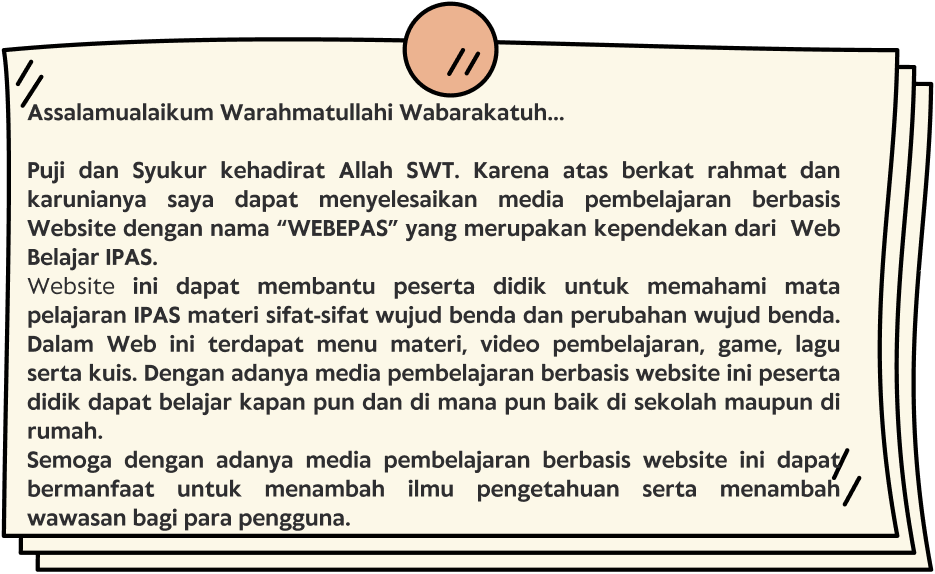 Assalamualaikum Warahmatullahi Wabarakatuh...
Puji dan Syukur kehadirat Allah SWT. Karena atas berkat rahmat dan
karunianya saya dapat menyelesaikan media pembelajaran berbasis
Website dengan nama “WEBEPAS” yang merupakan kependekan dari Web
Belajar IPAS.
Website ini dapat membantu peserta didik untuk memahami mata
pelajaran IPAS materi sifat-sifat wujud benda dan perubahan wujud benda.
Dalam Web ini terdapat menu materi, video pembelajaran, game, lagu
serta kuis. Dengan adanya media pembelajaran berbasis website ini peserta
didik dapat belajar kapan pun dan di mana pun baik di sekolah maupun di
rumah.
Semoga dengan adanya media pembelajaran berbasis website ini dapat
bermanfaat untuk menambah ilmu pengetahuan serta menambah
wawasan bagi para pengguna.